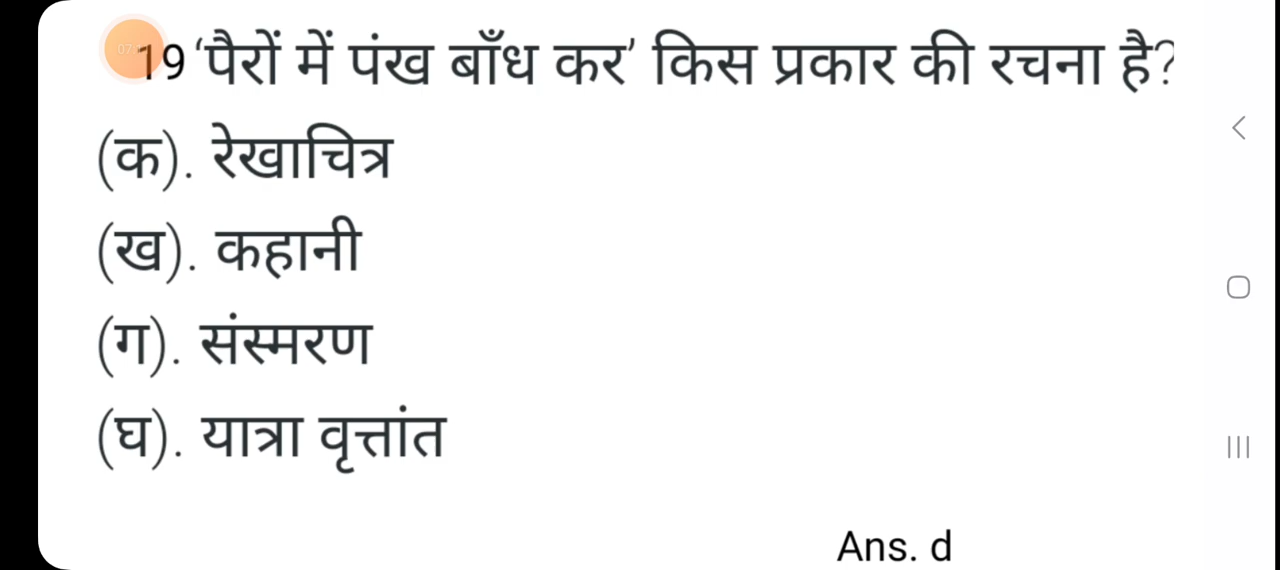 19 ‘पैरों में पंख बाँध कर’ किस प्रकार की रचना है?
(क). रेखाचित्र
(ख). कहानी
(ग). संस्मरण
(घ). यात्रा वृत्तांत
Ans. d